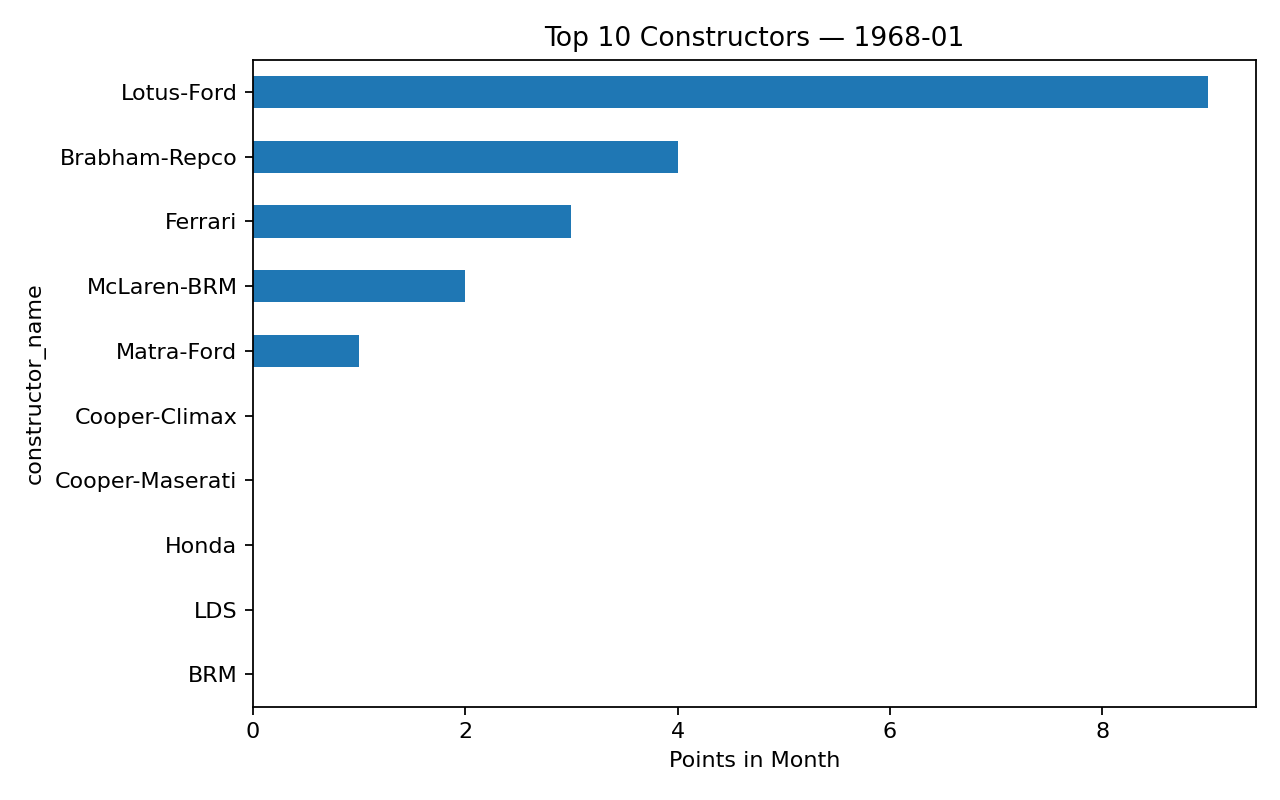 Top 10 Constructors — 1968-01
constructor_name
Lotus-Ford
Brabham-Repco
Ferrari
McLaren-BRM
Matra-Ford
Cooper-Climax
Cooper-Maserati
Honda
LDS
BRM
0 2 4 6 8
Points in Month